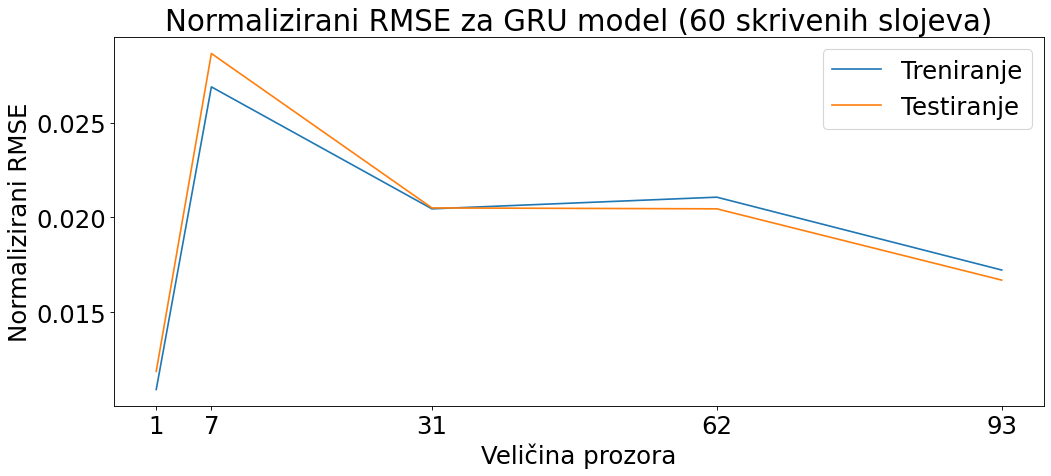 Normalizirani RMSE za GRU model (60 skrivenih slojeva)
Treniranje
Testiranje
Normalizirani RMSE
0.025
0.020
0.015
1 7 31 62 93
Veličina prozora